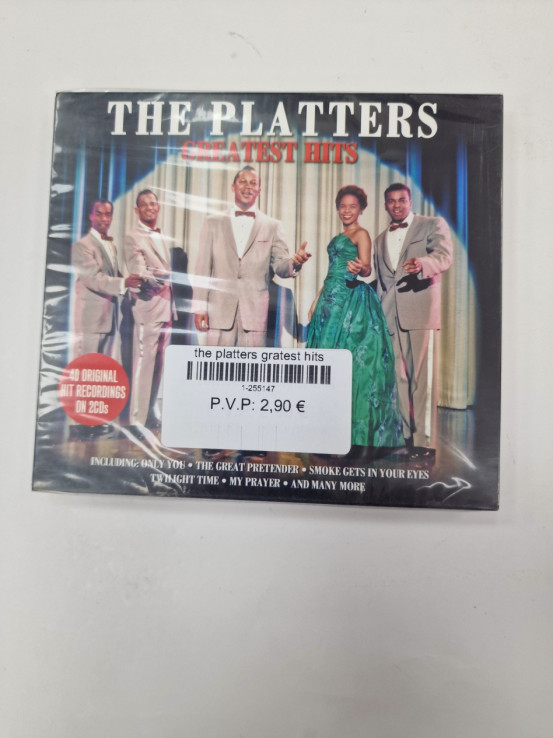 THE PLATTERS
GREATEST HITS
the platters gratest hits
1-255147
P.V.P: 2,90 €
40 ORIGINAL
HIT RECORDINGS
ON 2CDs
INCLUDING: ONLY YOU • THE GREAT PRETENDER • SMOKE GETS IN YOUR EYES
TWILIGHT TIME • MY PRAYER • AND MANY MORE